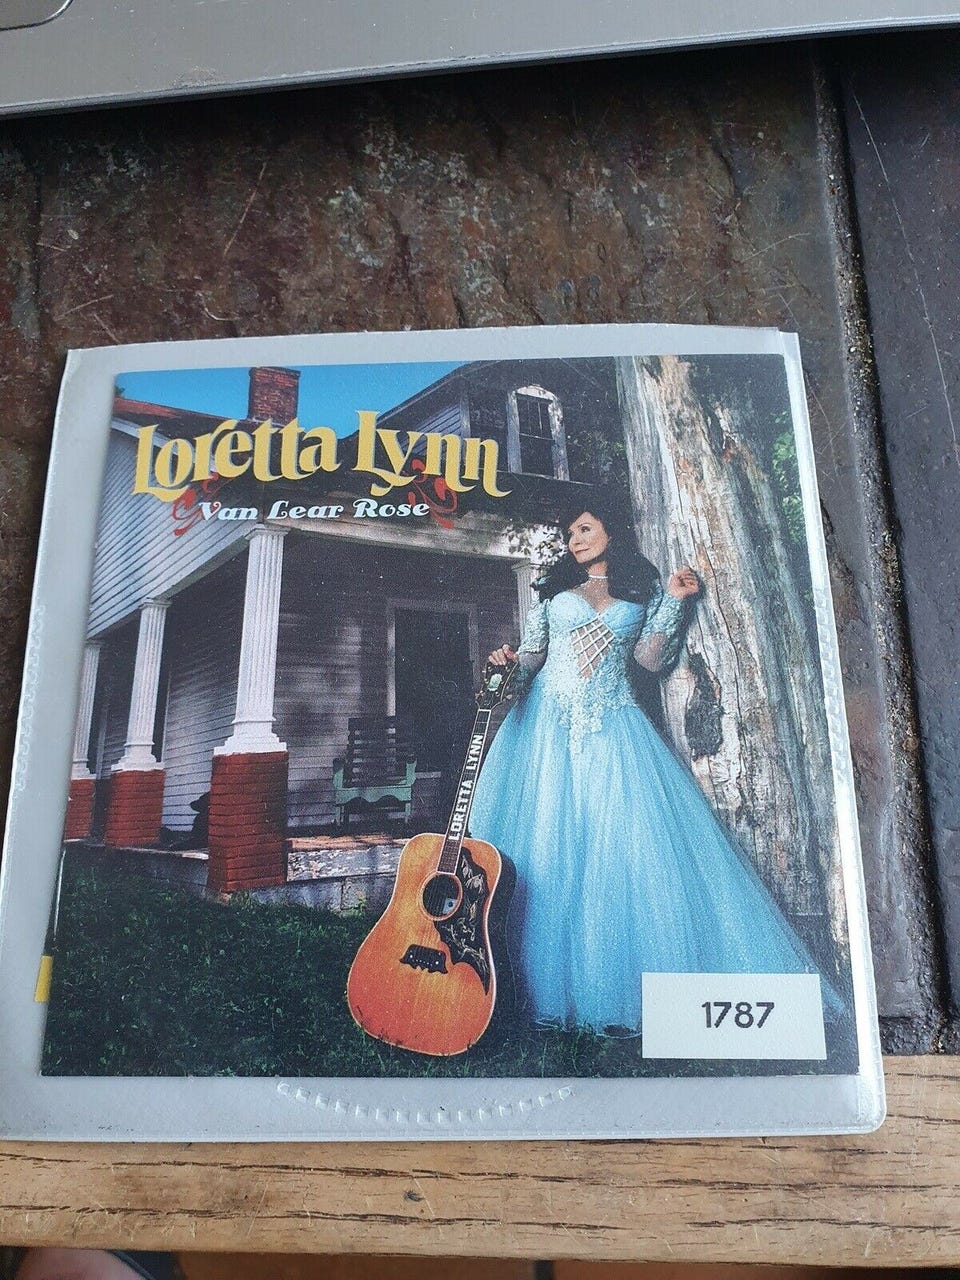 Loretta Lynn
Van Lear Rose
LORETTA LYNN
1787